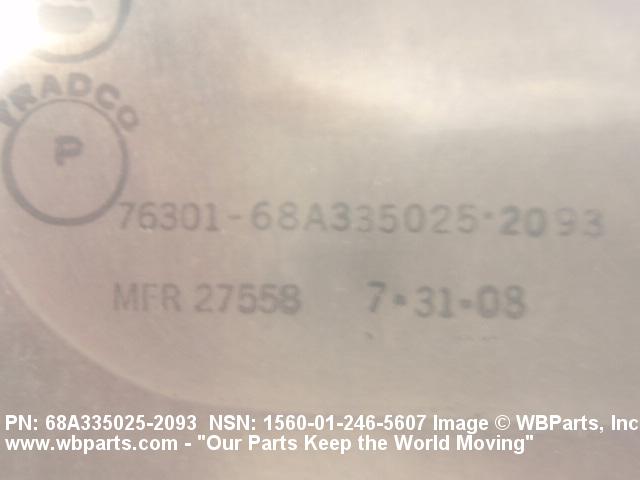 TRADCO
P
76301-68A335025-2093
MFR 27558 7-31-08
PN: 68A335025-2093 NSN: 1560-01-246-5607 Image © WBParts, Inc
www.wbparts.com - "Our Parts Keep the World Moving"